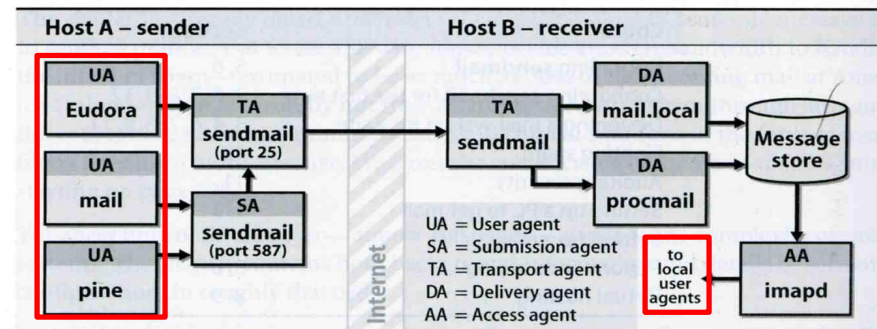 Host A – sender
Host B – receiver
UA
Eudora
UA
mail
UA
pine
TA
sendmail
(port 25)
SA
sendmail
(port 587)
Internet
TA
sendmail
DA
mail.local
DA
procmail
Message
store
UA = User agent
SA = Submission agent
TA = Transport agent
DA = Delivery agent
AA = Access agent
to
local
user
agents
AA
imapd